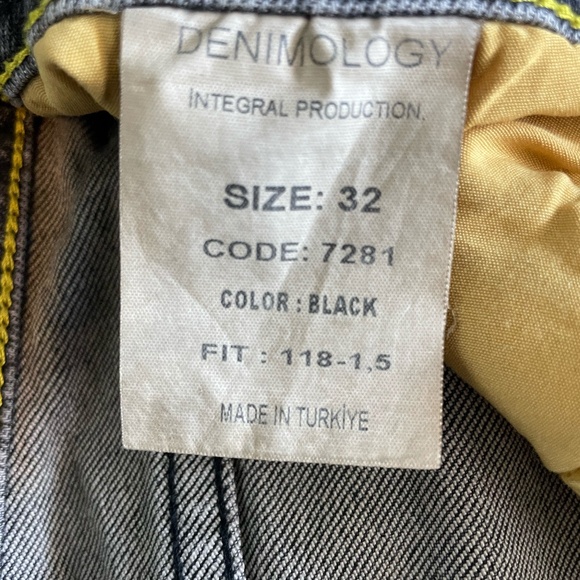 DENIMOLOGY
INTEGRAL PRODUCTION.
SIZE: 32
CODE: 7281
COLOR : BLACK
FIT : 118-1,5
MADE IN TURKİYE